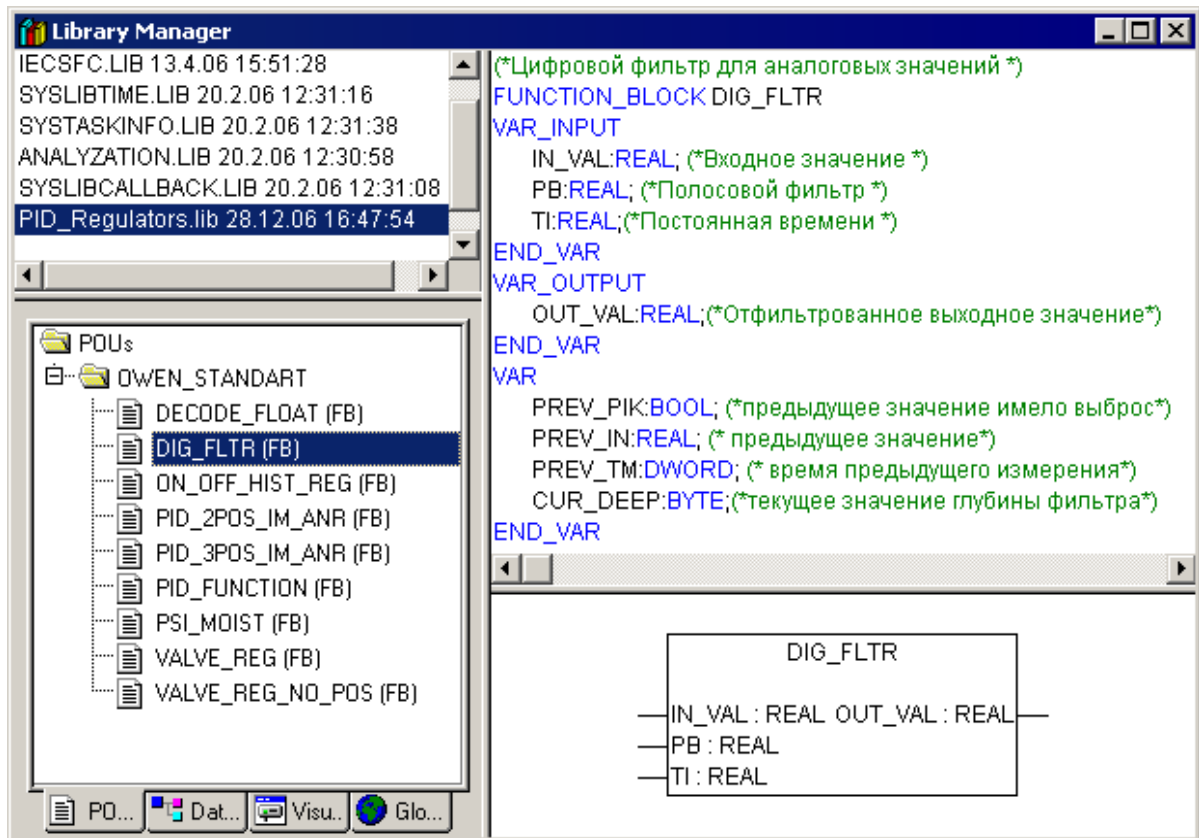 Library Manager
IECSFC.LIB 13.4.06 15:51:28
SYSLIBTIME.LIB 20.2.06 12:31:16
SYSTASKINFO.LIB 20.2.06 12:31:38
ANALYZATION.LIB 20.2.06 12:30:58
SYSLIBCALLBACK.LIB 20.2.06 12:31:08
PID_Regulators.lib 28.12.06 16:47:54
POUs
OWEN_STANDART
DECODE_FLOAT (FB)
DIG_FLTR (FB)
ON_OFF_HIST_REG (FB)
PID_2POS_IM_ANR (FB)
PID_3POS_IM_ANR (FB)
PID_FUNCTION (FB)
PSI_MOIST (FB)
VALVE_REG (FB)
VALVE_REG_NO_POS (FB)
PO... Dat... Visu.. Glo...
(*Цифровой фильтр для аналоговых значений *)
FUNCTION_BLOCK DIG_FLTR
VAR_INPUT
IN_VAL:REAL; (*Входное значение *)
PB:REAL; (*Полосовой фильтр *)
TI:REAL;(*Постоянная времени *)
END_VAR
VAR_OUTPUT
OUT_VAL:REAL;(*Отфильтрованное выходное значение*)
END_VAR
VAR
PREV_PIK:BOOL; (*предыдущее значение имело выброс*)
PREV_IN:REAL; (* предыдущее значение*)
PREV_TM:DWORD; (* время предыдущего измерения*)
CUR_DEEP:BYTE;(*текущее значение глубины фильтра*)
END_VAR
DIG_FLTR
IN_VAL : REAL OUT_VAL : REAL
PB : REAL
TI : REAL